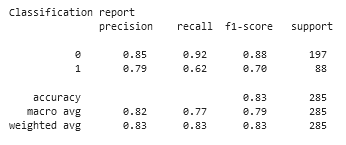 Classification report
precision recall f1-score support
0 0.85 0.92 0.88 197
1 0.79 0.62 0.70 88
accuracy 0.83 285
macro avg 0.82 0.77 0.79 285
weighted avg 0.83 0.83 0.83 285